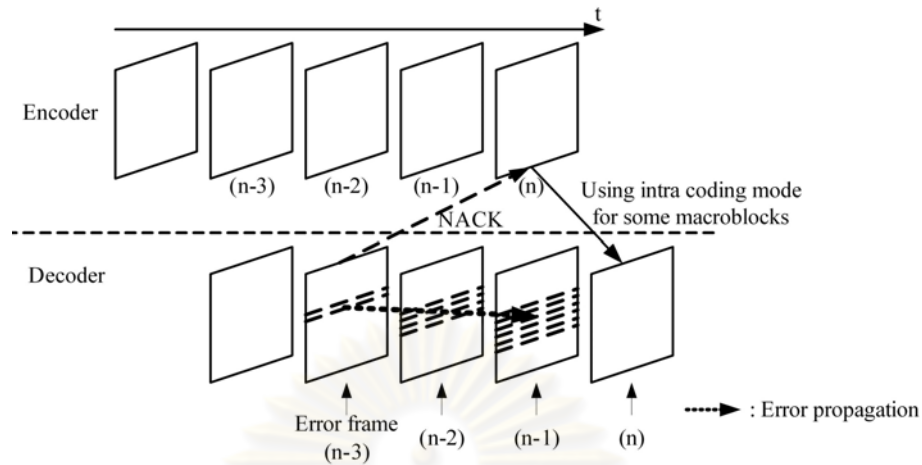 t
Encoder
(n-3)
(n-2)
(n-1)
(n)
Using intra coding mode
for some macroblocks
NACK
Decoder
Error frame
(n-3)
(n-2)
(n-1)
(n)
: Error propagation